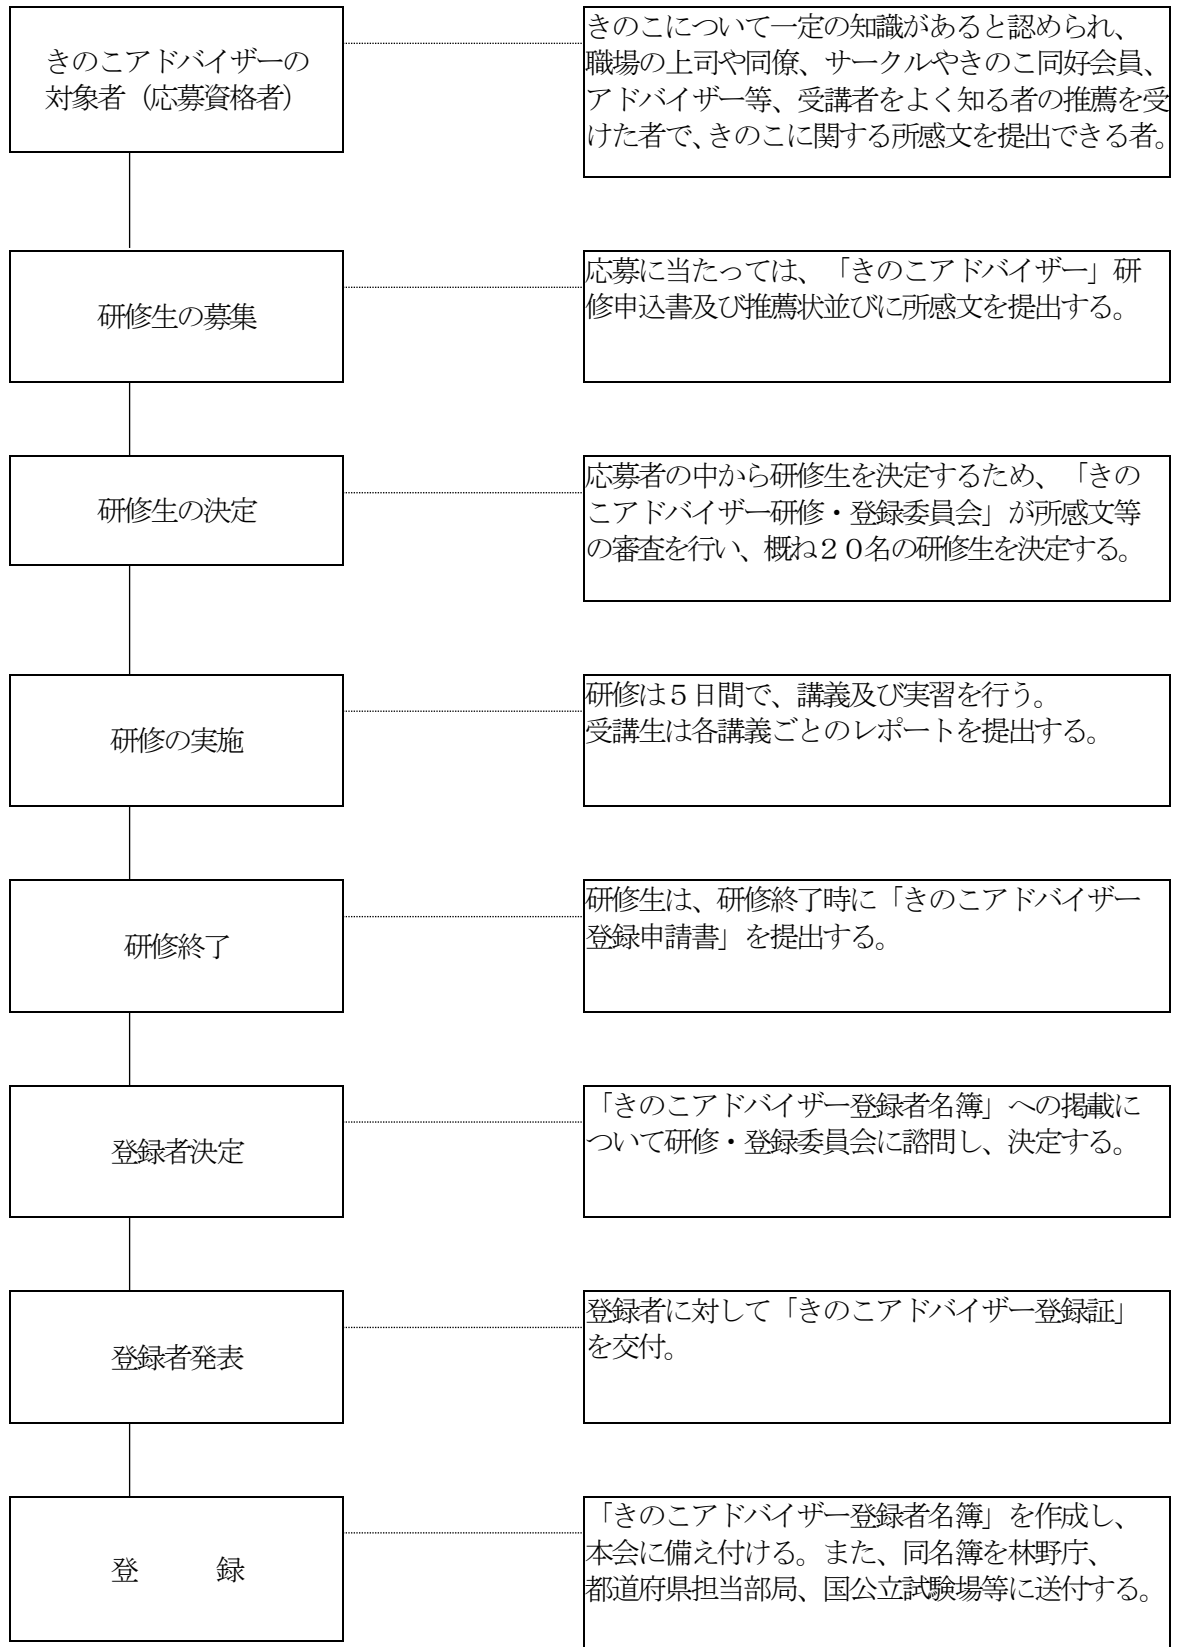 きのこアドバイザーの
対象者（応募資格者）
きのこについて一定の知識があると認められ、
職場の上司や同僚、サークルやきのこ同好会員、
アドバイザー等、受講者をよく知る者の推薦を受
けた者で、きのこに関する所感文を提出できる者。
研修生の募集
応募に当たっては、「きのこアドバイザー」研
修申込書及び推薦状並びに所感文を提出する。
研修生の決定
応募者の中から研修生を決定するため、「きの
こアドバイザー研修・登録委員会」が所感文等
の審査を行い、概ね２０名の研修生を決定する。
研修の実施
研修は５日間で、講義及び実習を行う。
受講生は各講義ごとのレポートを提出する。
研修終了
研修生は、研修終了時に「きのこアドバイザー
登録申請書」を提出する。
登録者決定
「きのこアドバイザー登録者名簿」への掲載に
ついて研修・登録委員会に諮問し、決定する。
登録者発表
登録者に対して「きのこアドバイザー登録証」
を交付。
登　　　録
「きのこアドバイザー登録者名簿」を作成し、
本会に備え付ける。また、同名簿を林野庁、
都道府県担当部局、国公立試験場等に送付する。